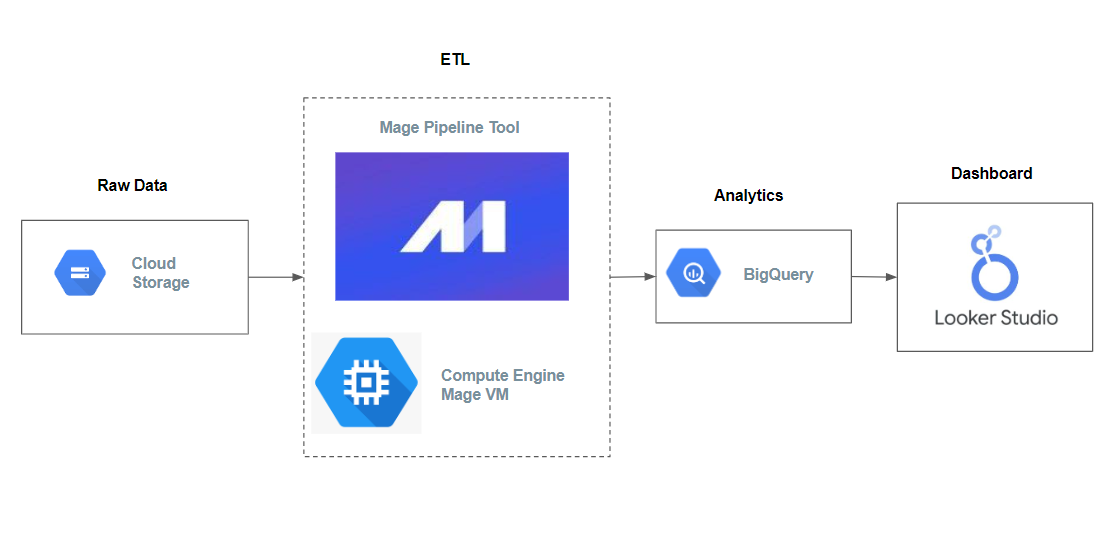 ETL
Mage Pipeline Tool
Raw Data
Cloud
Storage
Compute Engine
Mage VM
Analytics
BigQuery
Dashboard
Looker Studio